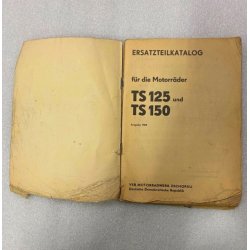 ERSATZTEILKATALOG
für die Motorräder
TS 125 und
TS 150
VEB MOTORRADWERK ZSCHOPAU
Deutsche Demokratische Republik